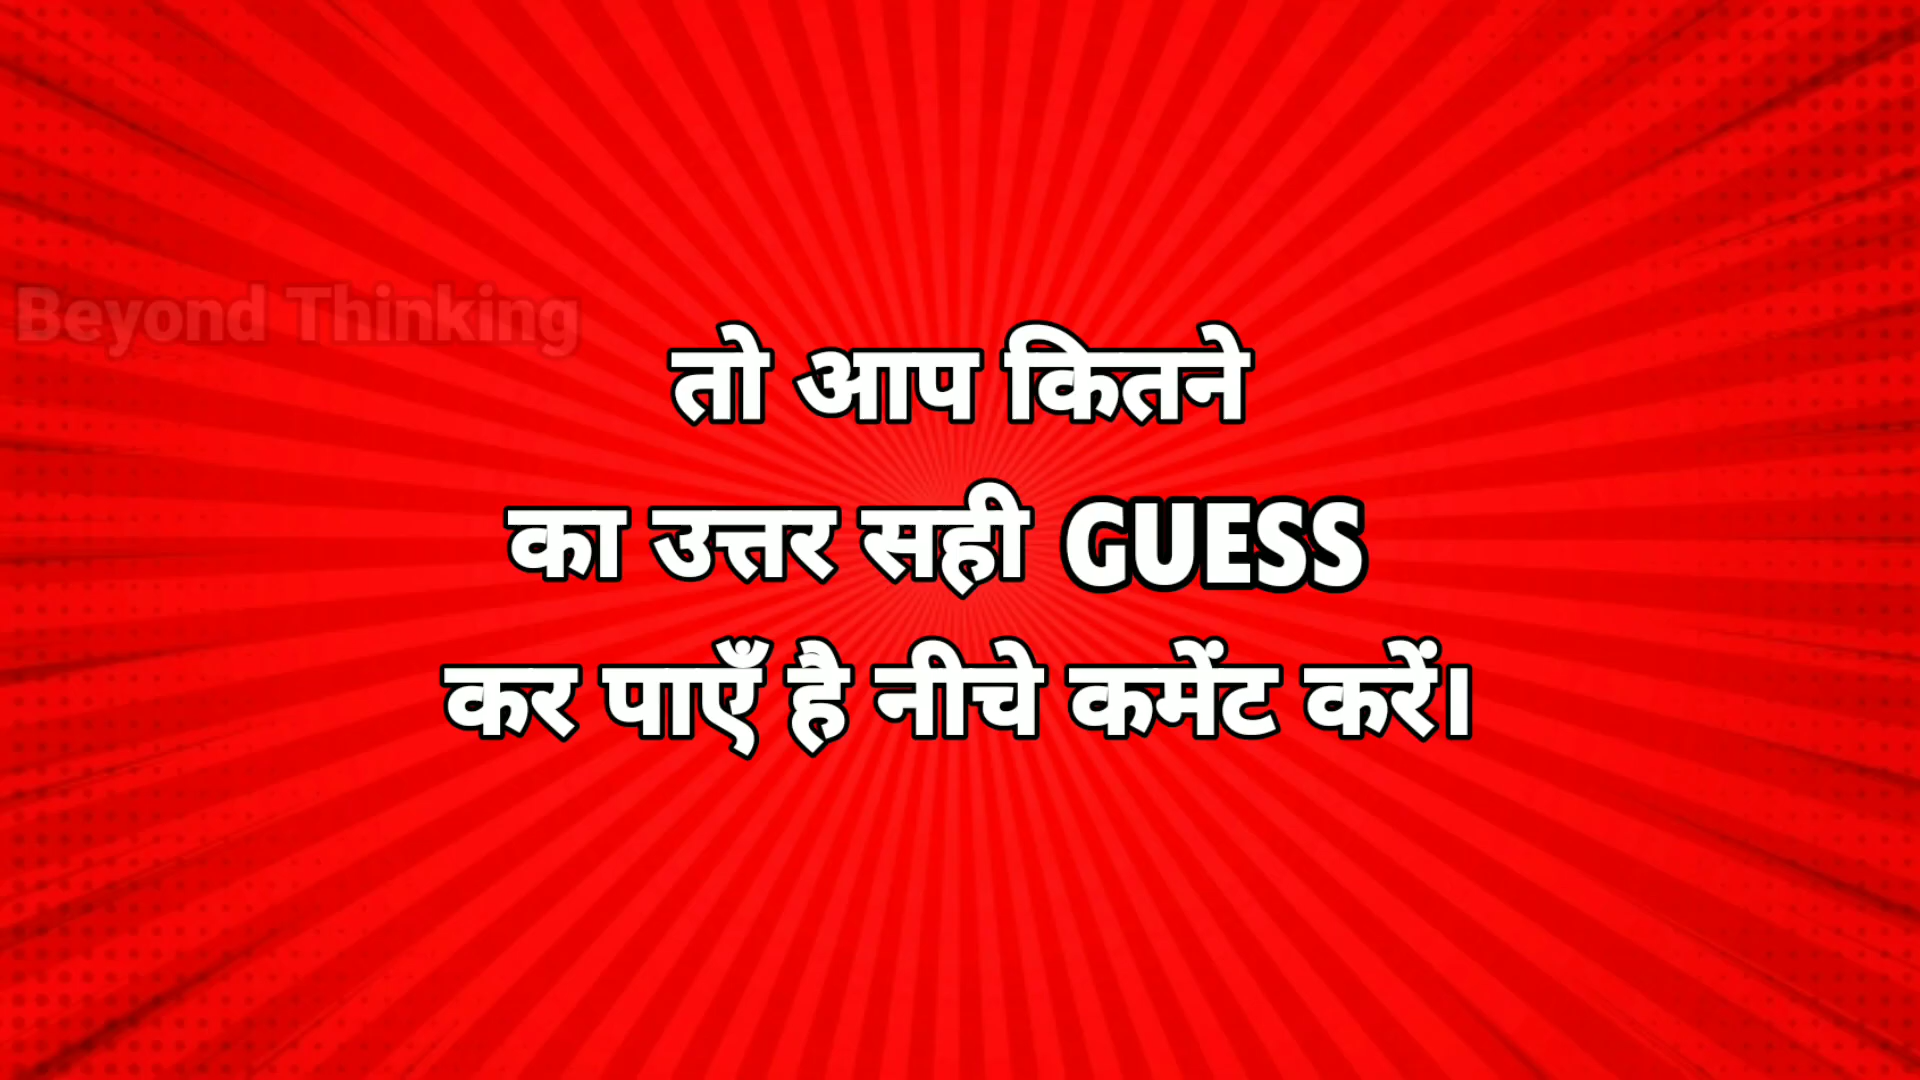 Beyond Thinking
तो आप कितने
का उत्तर सही GUESS
कर पाएँ है नीचे कमेंट करें।